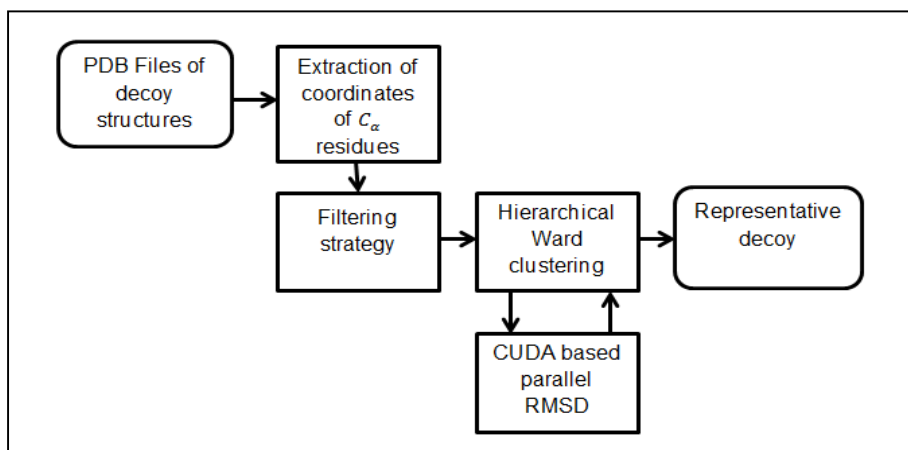 PDB Files of
decoy
structures
Extraction of
coordinates
of Cα
residues
Filtering
strategy
Hierarchical
Ward
clustering
Representative
decoy
CUDA based
parallel
RMSD